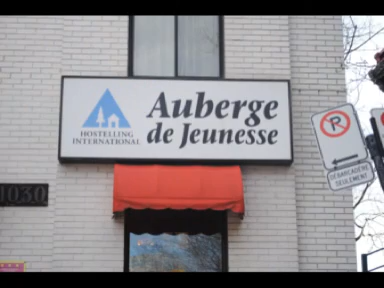 Auberge
de Jeunesse
HOSTELLING
INTERNATIONAL
1030
P
DÉBARCADÈRE
SEULEMENT